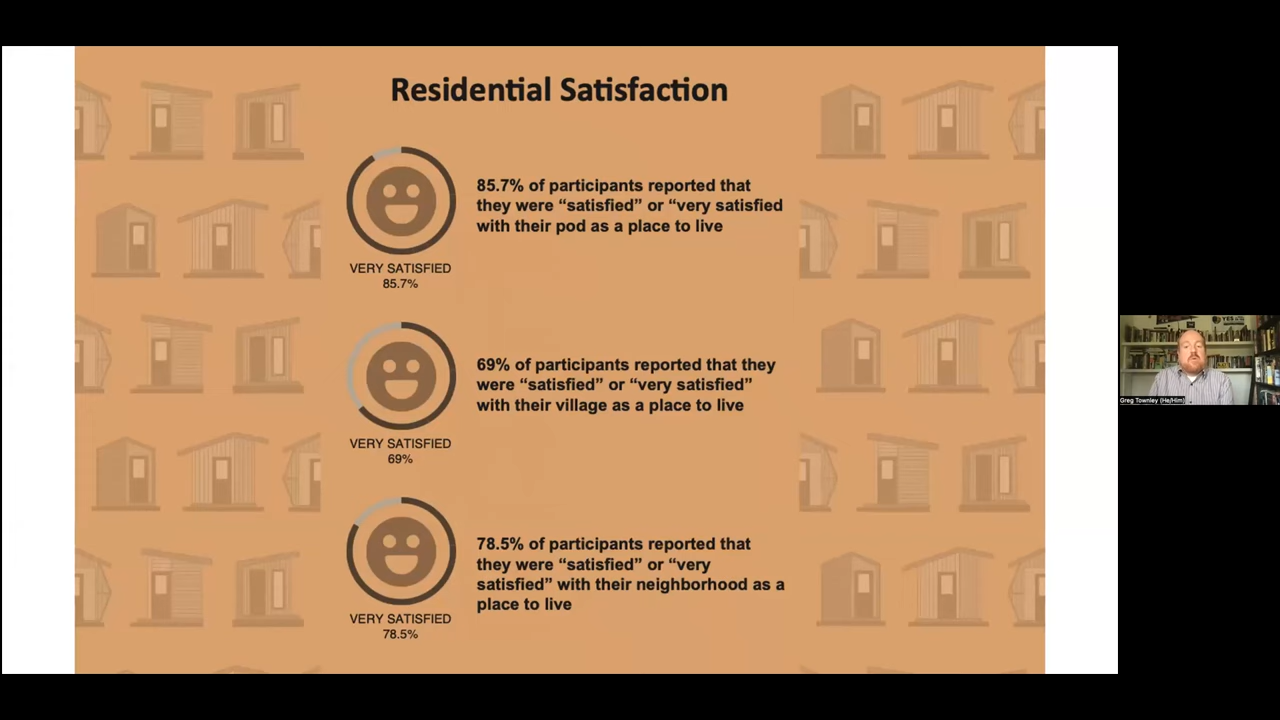 Residential Satisfaction
85.7% of participants reported that
they were “satisfied” or “very satisfied
with their pod as a place to live
VERY SATISFIED
85.7%
69% of participants reported that they
were “satisfied” or “very satisfied”
with their village as a place to live
VERY SATISFIED
69%
78.5% of participants reported that
they were “satisfied” or “very
satisfied” with their neighborhood as a
place to live
VERY SATISFIED
78.5%
YES
Greg Townley (He/Him)